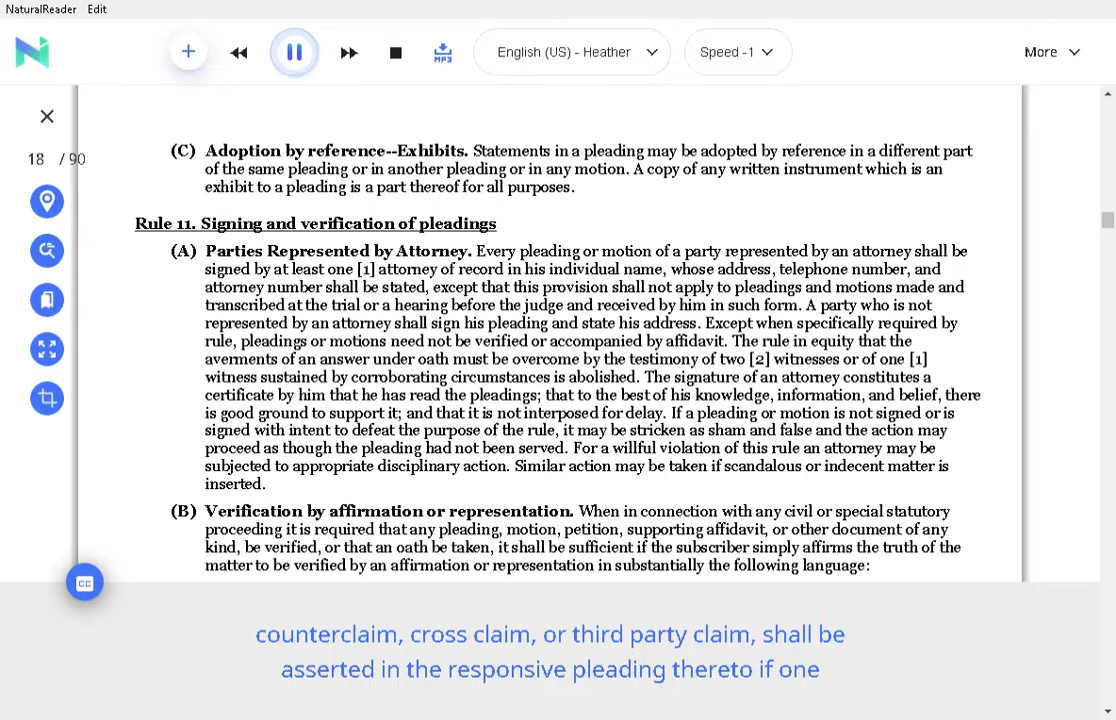 NaturalReader Edit
MP3
English (US) - Heather
Speed -1
More
18 / 90
(C) Adoption by reference--Exhibits. Statements in a pleading may be adopted by reference in a different part
of the same pleading or in another pleading or in any motion. A copy of any written instrument which is an
exhibit to a pleading is a part thereof for all purposes.
Rule 11. Signing and verification of pleadings
(A) Parties Represented by Attorney. Every pleading or motion of a party represented by an attorney shall be
signed by at least one [1] attorney of record in his individual name, whose address, telephone number, and
attorney number shall be stated, except that this provision shall not apply to pleadings and motions made and
transcribed at the trial or a hearing before the judge and received by him in such form. A party who is not
represented by an attorney shall sign his pleading and state his address. Except when specifically required by
rule, pleadings or motions need not be verified or accompanied by affidavit. The rule in equity that the
averments of an answer under oath must be overcome by the testimony of two [2] witnesses or of one [1]
witness sustained by corroborating circumstances is abolished. The signature of an attorney constitutes a
certificate by him that he has read the pleadings; that to the best of his knowledge, information, and belief, there
is good ground to support it; and that it is not interposed for delay. If a pleading or motion is not signed or is
signed with intent to defeat the purpose of the rule, it may be stricken as sham and false and the action may
proceed as though the pleading had not been served. For a willful violation of this rule an attorney may be
subjected to appropriate disciplinary action. Similar action may be taken if scandalous or indecent matter is
inserted.
(B) Verification by affirmation or representation. When in connection with any civil or special statutory
proceeding it is required that any pleading, motion, petition, supporting affidavit, or other document of any
kind, be verified, or that an oath be taken, it shall be sufficient if the subscriber simply affirms the truth of the
matter to be verified by an affirmation or representation in substantially the following language:
CC
counterclaim, cross claim, or third party claim, shall be
asserted in the responsive pleading thereto if one